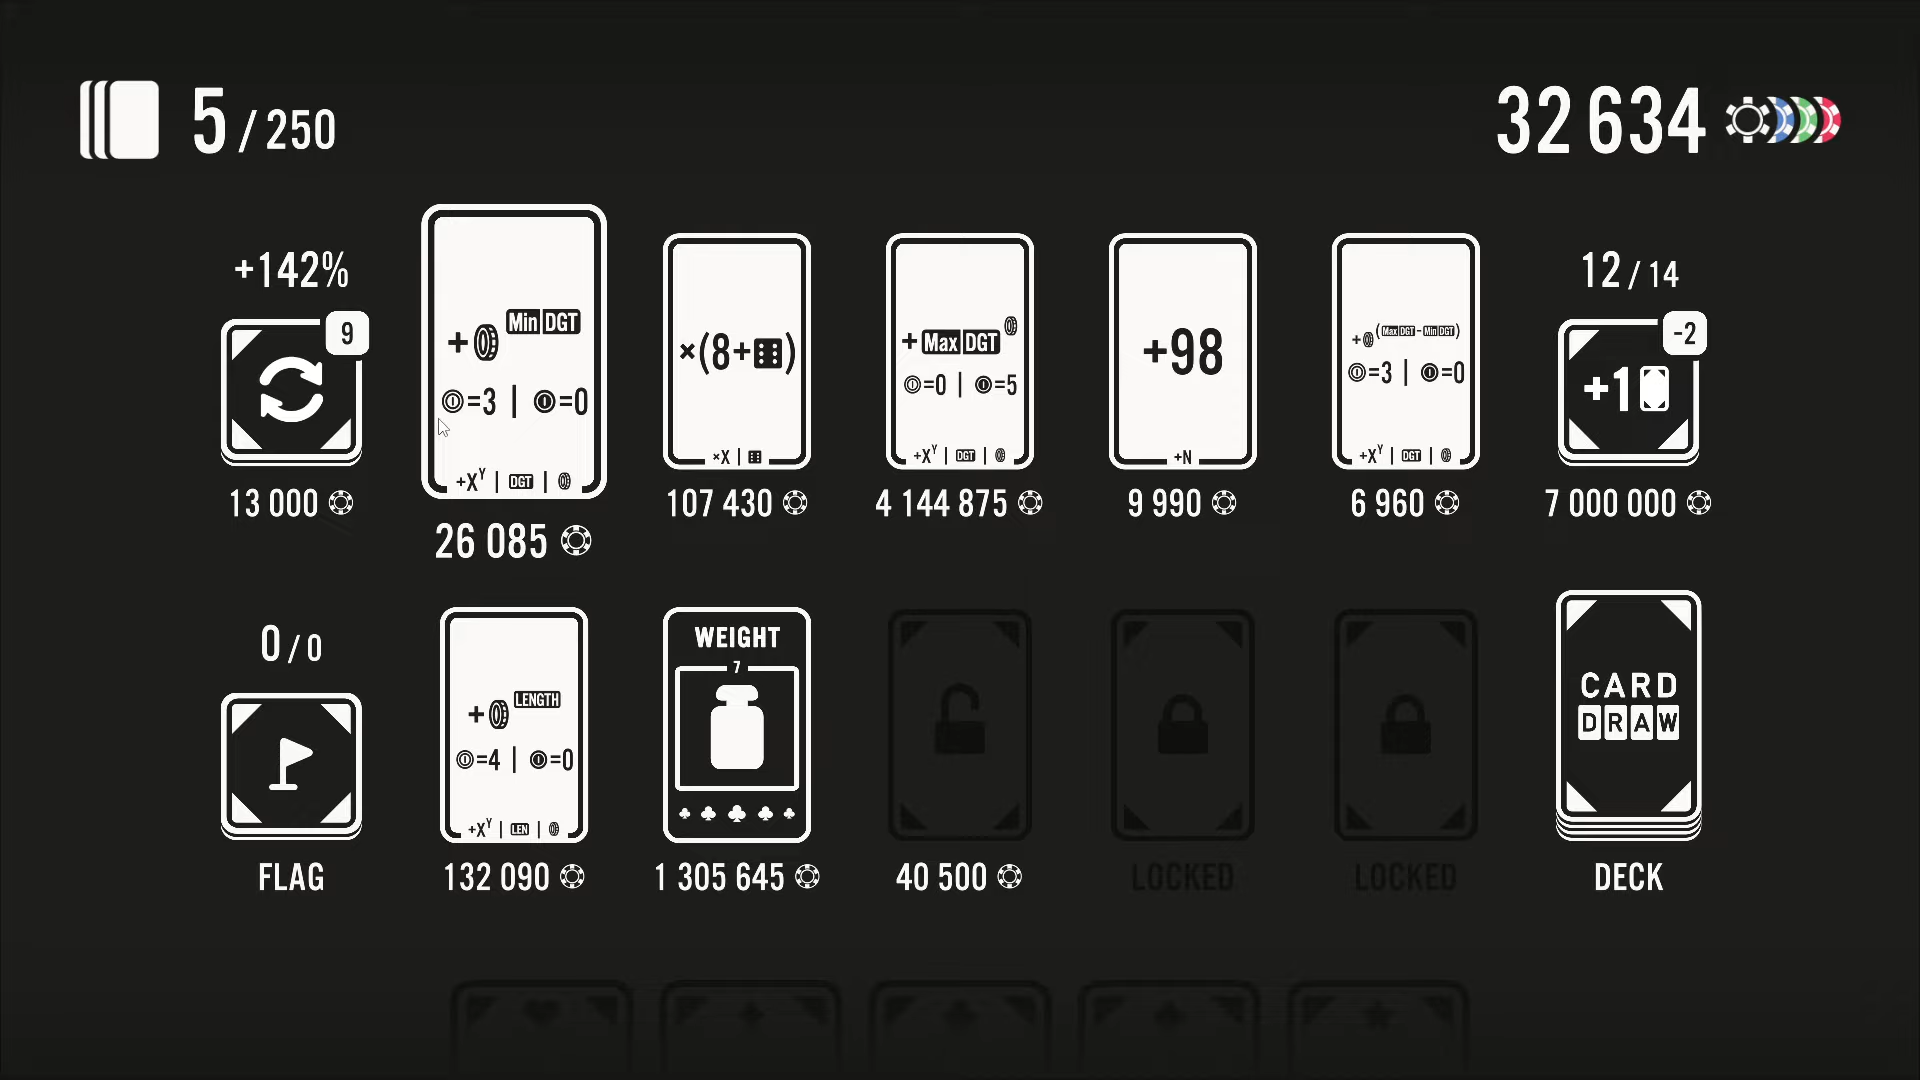 5 / 250
32 634
+142%
9
13 000
+ Min DGT
=3 | =0
+X^Y | DGT |
26 085
×(8+ )
×X |
107 430
+ Max DGT
=0 | =5
+X^Y | DGT |
4 144 875
+98
+N
9 990
+ (Max DGT - Min DGT)
=3 | =0
+X^Y | DGT |
6 960
12 / 14
-2
+1
7 000 000
0 / 0
FLAG
+ LENGTH
=4 | =0
+X^Y | LEN |
132 090
WEIGHT
7
1 305 645
40 500
LOCKED
LOCKED
CARD
DRAW
DECK